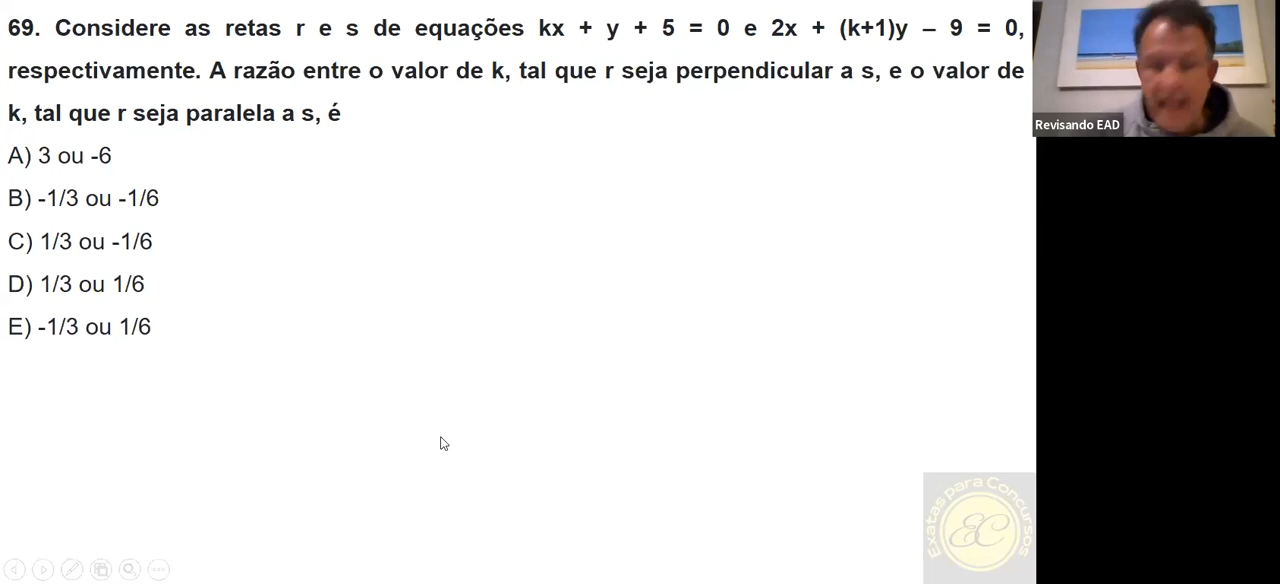 69. Considere as retas r e s de equações kx + y + 5 = 0 e 2x + (k+1)y – 9 = 0,
respectivamente. A razão entre o valor de k, tal que r seja perpendicular a s, e o valor de
k, tal que r seja paralela a s, é
A) 3 ou -6
B) -1/3 ou -1/6
C) 1/3 ou -1/6
D) 1/3 ou 1/6
E) -1/3 ou 1/6
Revisando EAD
Exatas para Concursos
EC